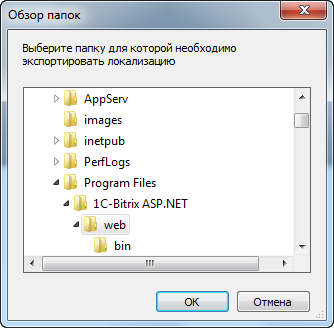 Обзор папок
Выберите папку для которой необходимо
экспортировать локализацию
AppServ
images
inetpub
PerfLogs
Program Files
1C-Bitrix ASP.NET
web
bin
OK
Отмена